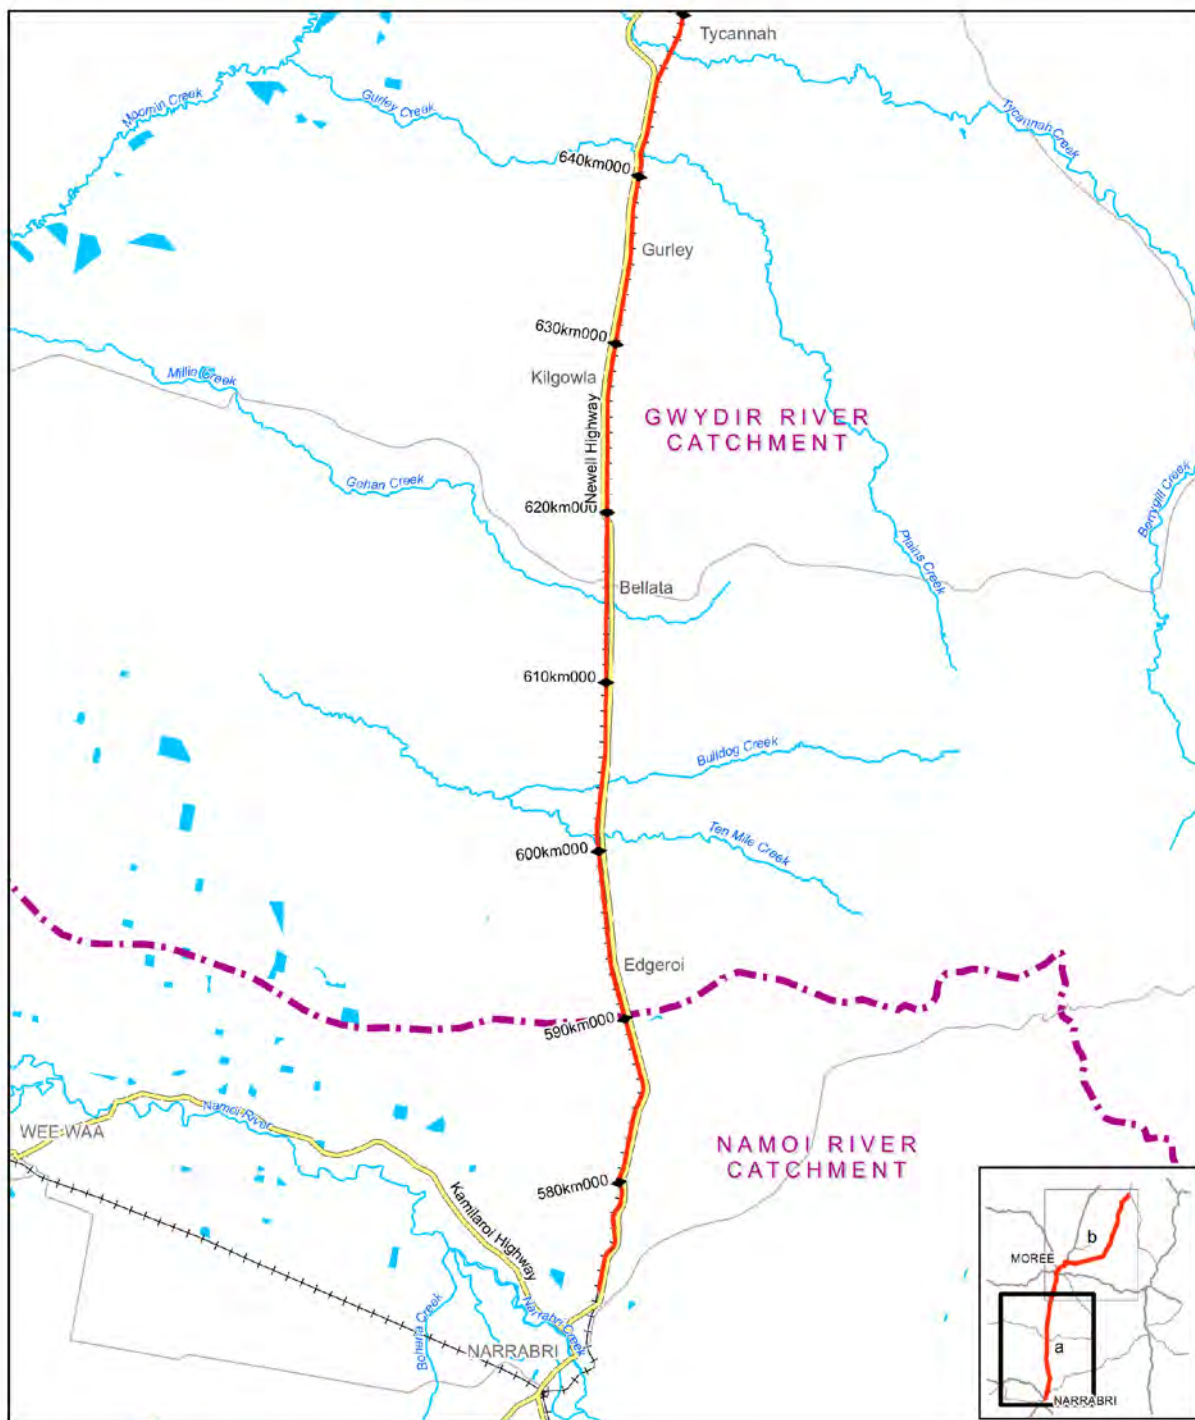 Tycannah
Moomin Creek
Gurley Creek
Tycannah Creek
640km000
Gurley
630km000
Kilgowla
Millie Creek
Newell Highway
GWYDIR RIVER
CATCHMENT
Gehan Creek
Berrygill Creek
620km000
Plains Creek
Bellata
610km000
Bulldog Creek
Ten Mile Creek
600km000
Edgeroi
590km000
Namoi River
WEE WAA
NAMOI RIVER
CATCHMENT
580km000
Kamilaroi Highway
Bohena Creek
Narrabri Creek
NARRABRI
b
MOREE
a
NARRABRI